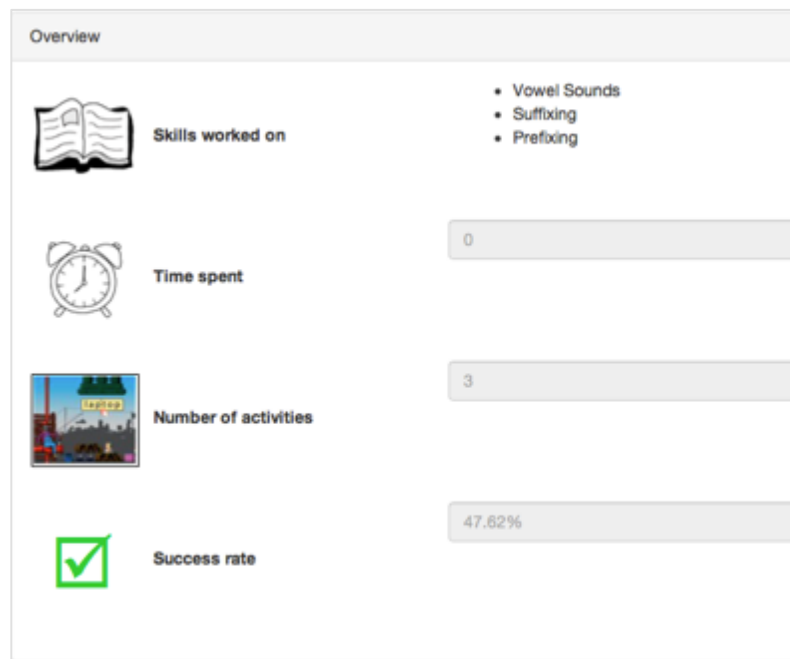 Overview
Skills worked on
• Vowel Sounds
• Suffixing
• Prefixing
Time spent
0
laptop
Number of activities
3
Success rate
47.62%